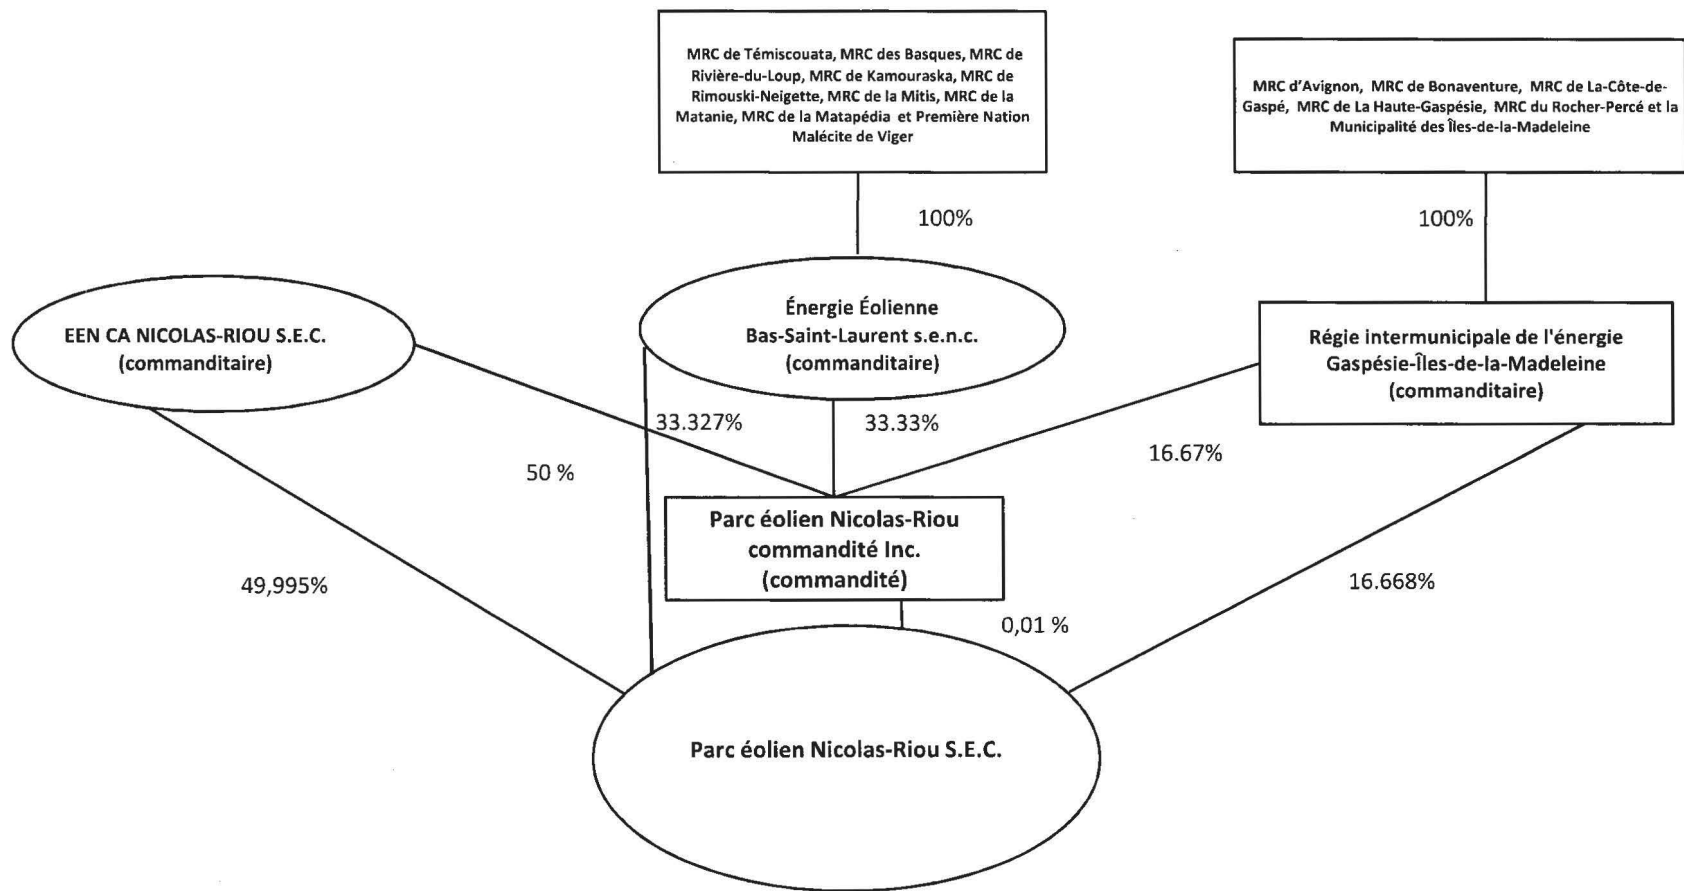 MRC de Témiscouata, MRC des Basques, MRC de
Rivière-du-Loup, MRC de Kamouraska, MRC de
Rimouski-Neigette, MRC de la Mitis, MRC de la
Matanie, MRC de la Matapédia et Première Nation
Malécite de Viger
MRC d'Avignon, MRC de Bonaventure, MRC de La-Côte-de-
Gaspé, MRC de La Haute-Gaspésie, MRC du Rocher-Percé et la
Municipalité des Îles-de-la-Madeleine
100%
100%
EEN CA NICOLAS-RIOU S.E.C.
(commanditaire)
Énergie Éolienne
Bas-Saint-Laurent s.e.n.c.
(commanditaire)
Régie intermunicipale de l'énergie
Gaspésie-Îles-de-la-Madeleine
(commanditaire)
33.327%
33.33%
16.67%
50 %
Parc éolien Nicolas-Riou
commandité Inc.
(commandité)
49,995%
16.668%
0,01 %
Parc éolien Nicolas-Riou S.E.C.